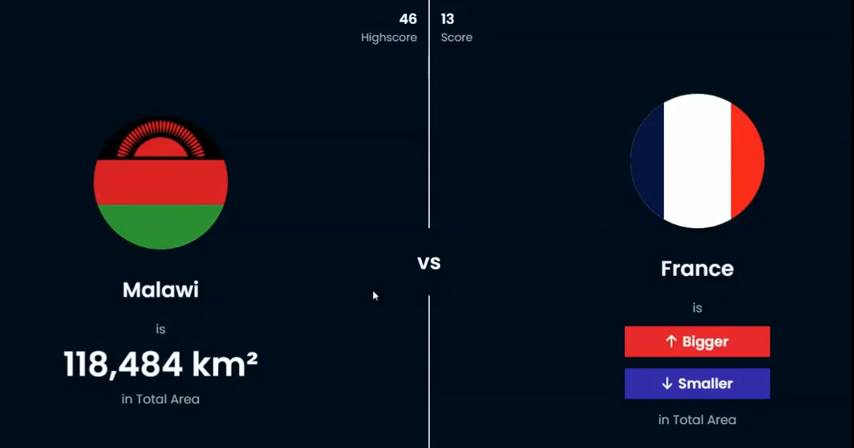 46
Highscore
13
Score
Malawi
is
118,484 km²
in Total Area
VS
France
is
↑ Bigger
↓ Smaller
in Total Area